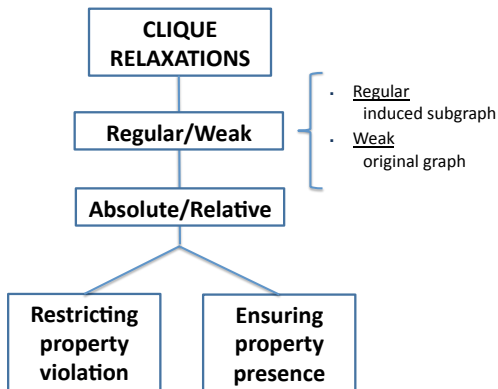 CLIQUE
RELAXATIONS
Regular/Weak
▪ Regular
induced subgraph
▪ Weak
original graph
Absolute/Relative
Restricting
property
violation
Ensuring
property
presence